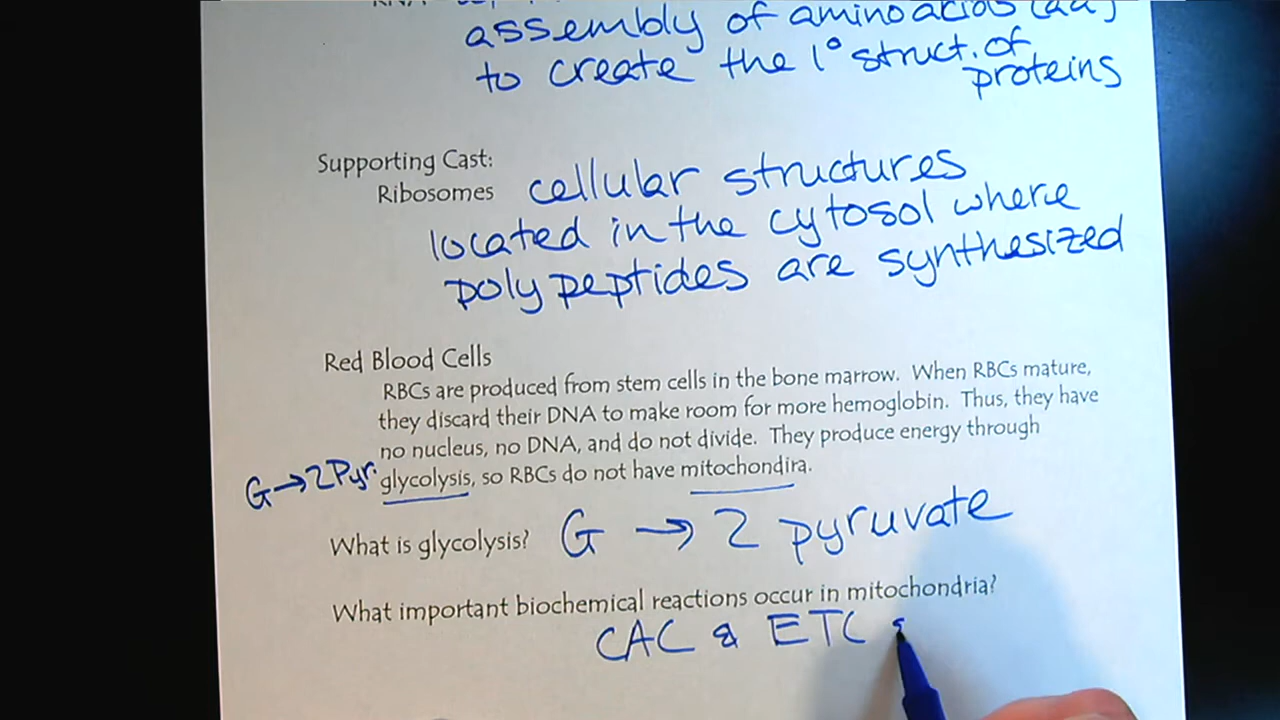 assembly of amino acids (aa)
to create the 1° struct. of
proteins
Supporting Cast:
Ribosomes cellular structures
located in the cytosol where
polypeptides are synthesized
Red Blood Cells
RBCs are produced from stem cells in the bone marrow. When RBCs mature,
they discard their DNA to make room for more hemoglobin. Thus, they have
no nucleus, no DNA, and do not divide. They produce energy through
G → 2 Pyr. glycolysis, so RBCs do not have mitochondira.
What is glycolysis? G → 2 pyruvate
What important biochemical reactions occur in mitochondria?
CAC & ETC